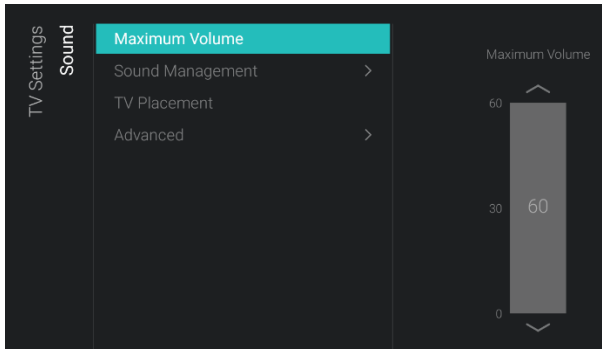 TV Settings
Sound
Maximum Volume
Sound Management
TV Placement
Advanced
Maximum Volume
60
30
60
0